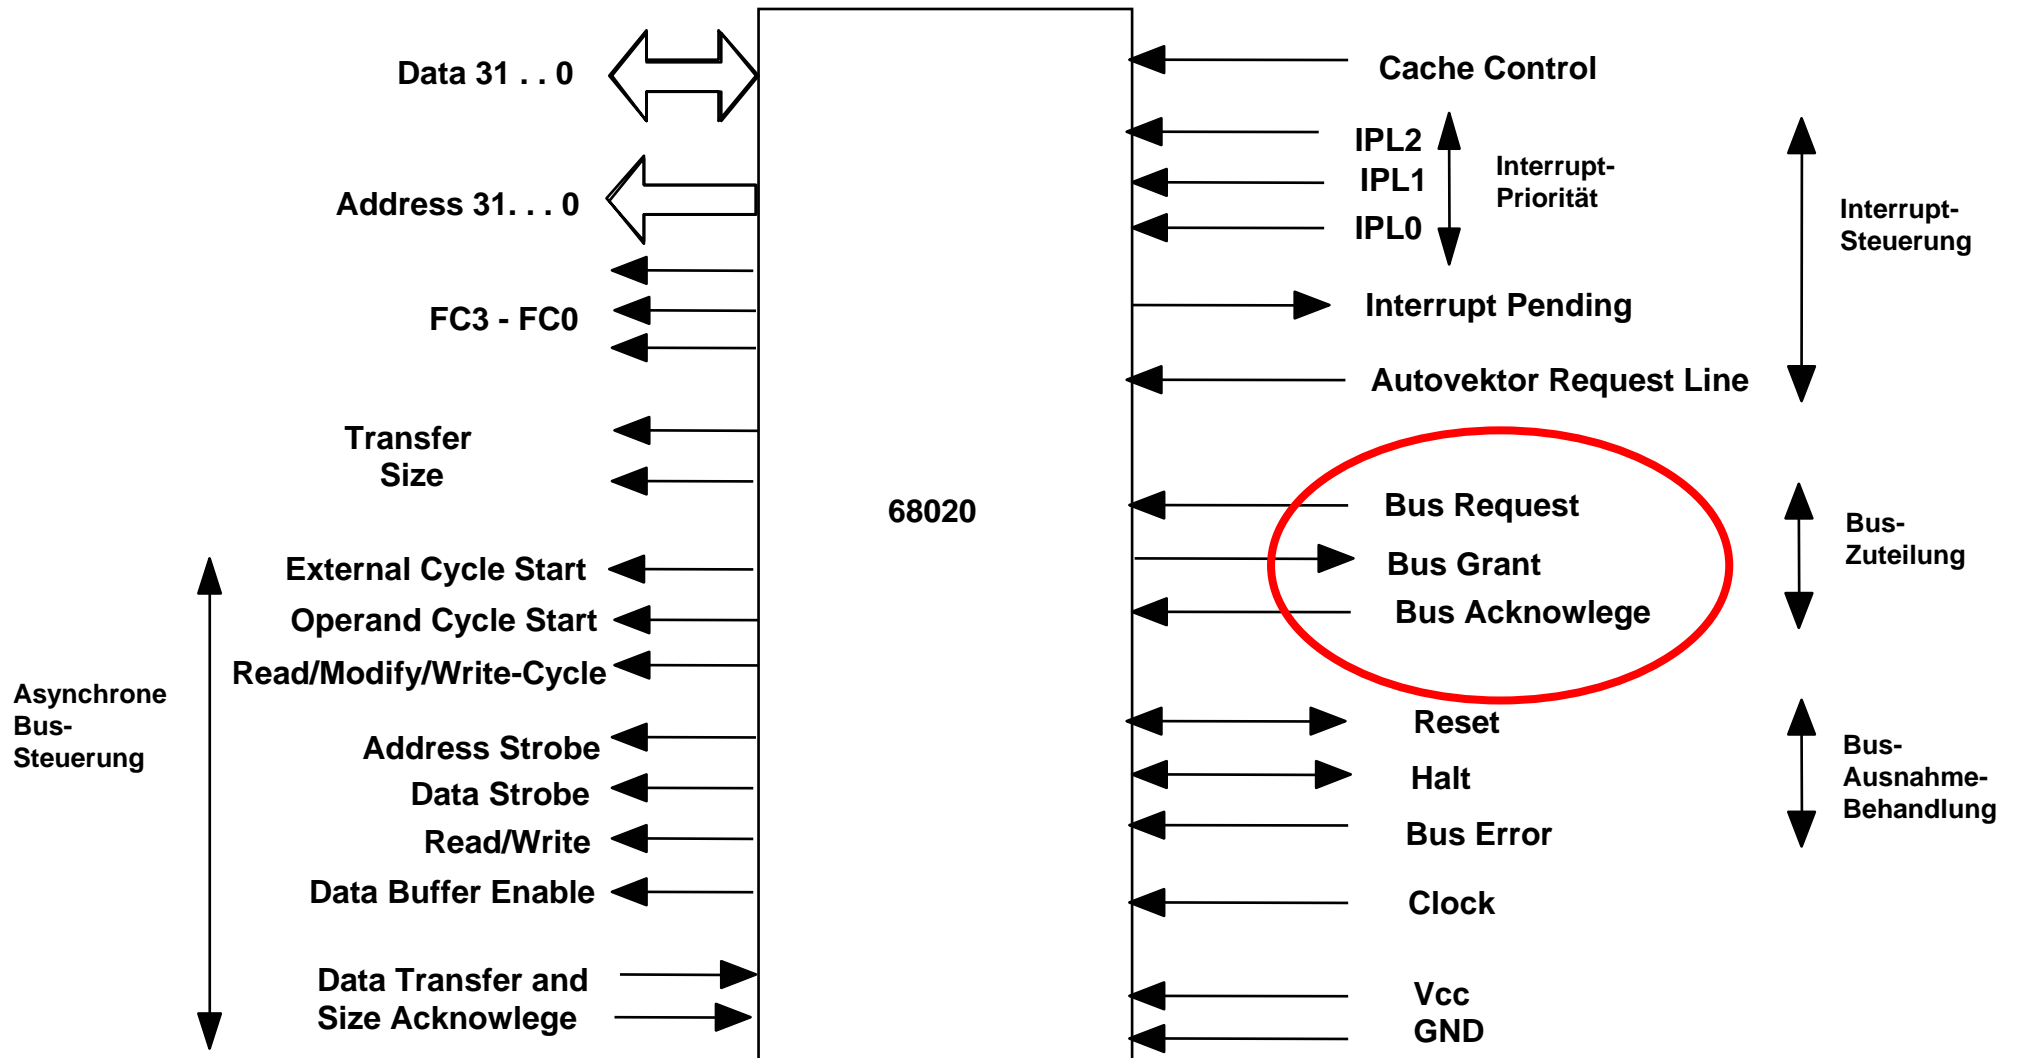 Data 31 . . 0
Address 31. . . 0
FC3 - FC0
Transfer
Size
External Cycle Start
Operand Cycle Start
Read/Modify/Write-Cycle
Address Strobe
Data Strobe
Read/Write
Data Buffer Enable
Data Transfer and
Size Acknowlege
Asynchrone
Bus-
Steuerung
68020
Cache Control
IPL2
IPL1
IPL0
Interrupt-
Priorität
Interrupt Pending
Autovektor Request Line
Interrupt-
Steuerung
Bus Request
Bus Grant
Bus Acknowlege
Bus-
Zuteilung
Reset
Halt
Bus Error
Bus-
Ausnahme-
Behandlung
Clock
Vcc
GND